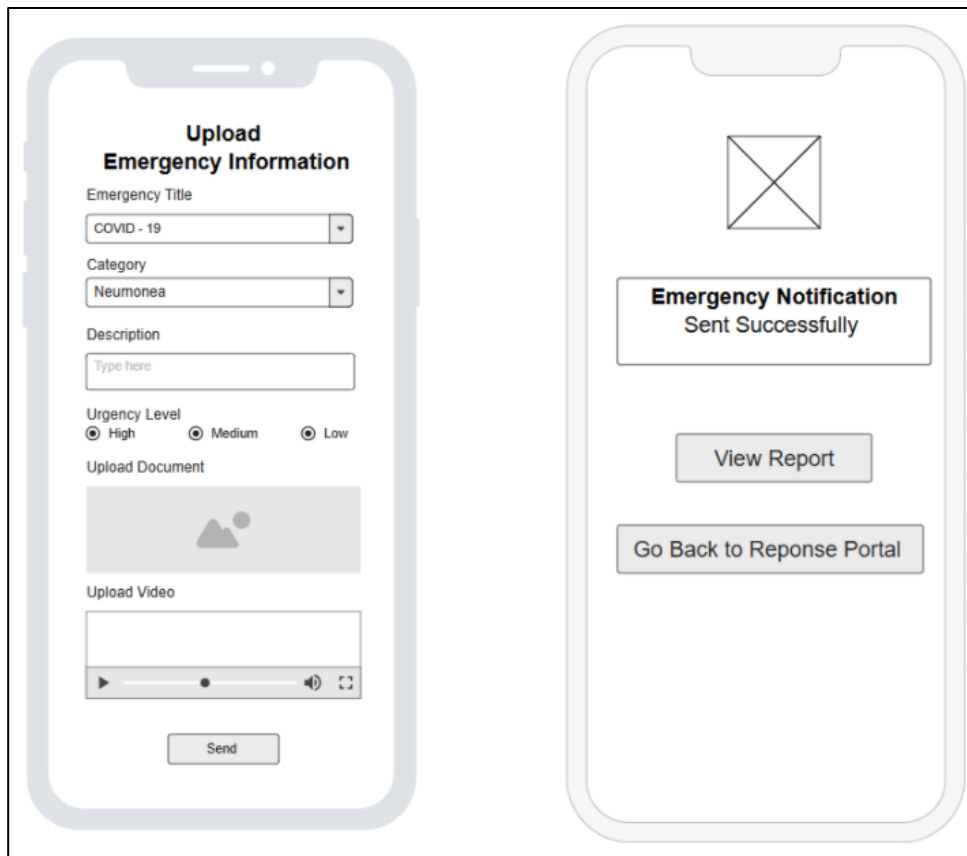 Upload
Emergency Information
Emergency Title
COVID - 19
Category
Neumonea
Description
Type here
Urgency Level
High Medium Low
Upload Document
Upload Video
Send
Emergency Notification
Sent Successfully
View Report
Go Back to Reponse Portal